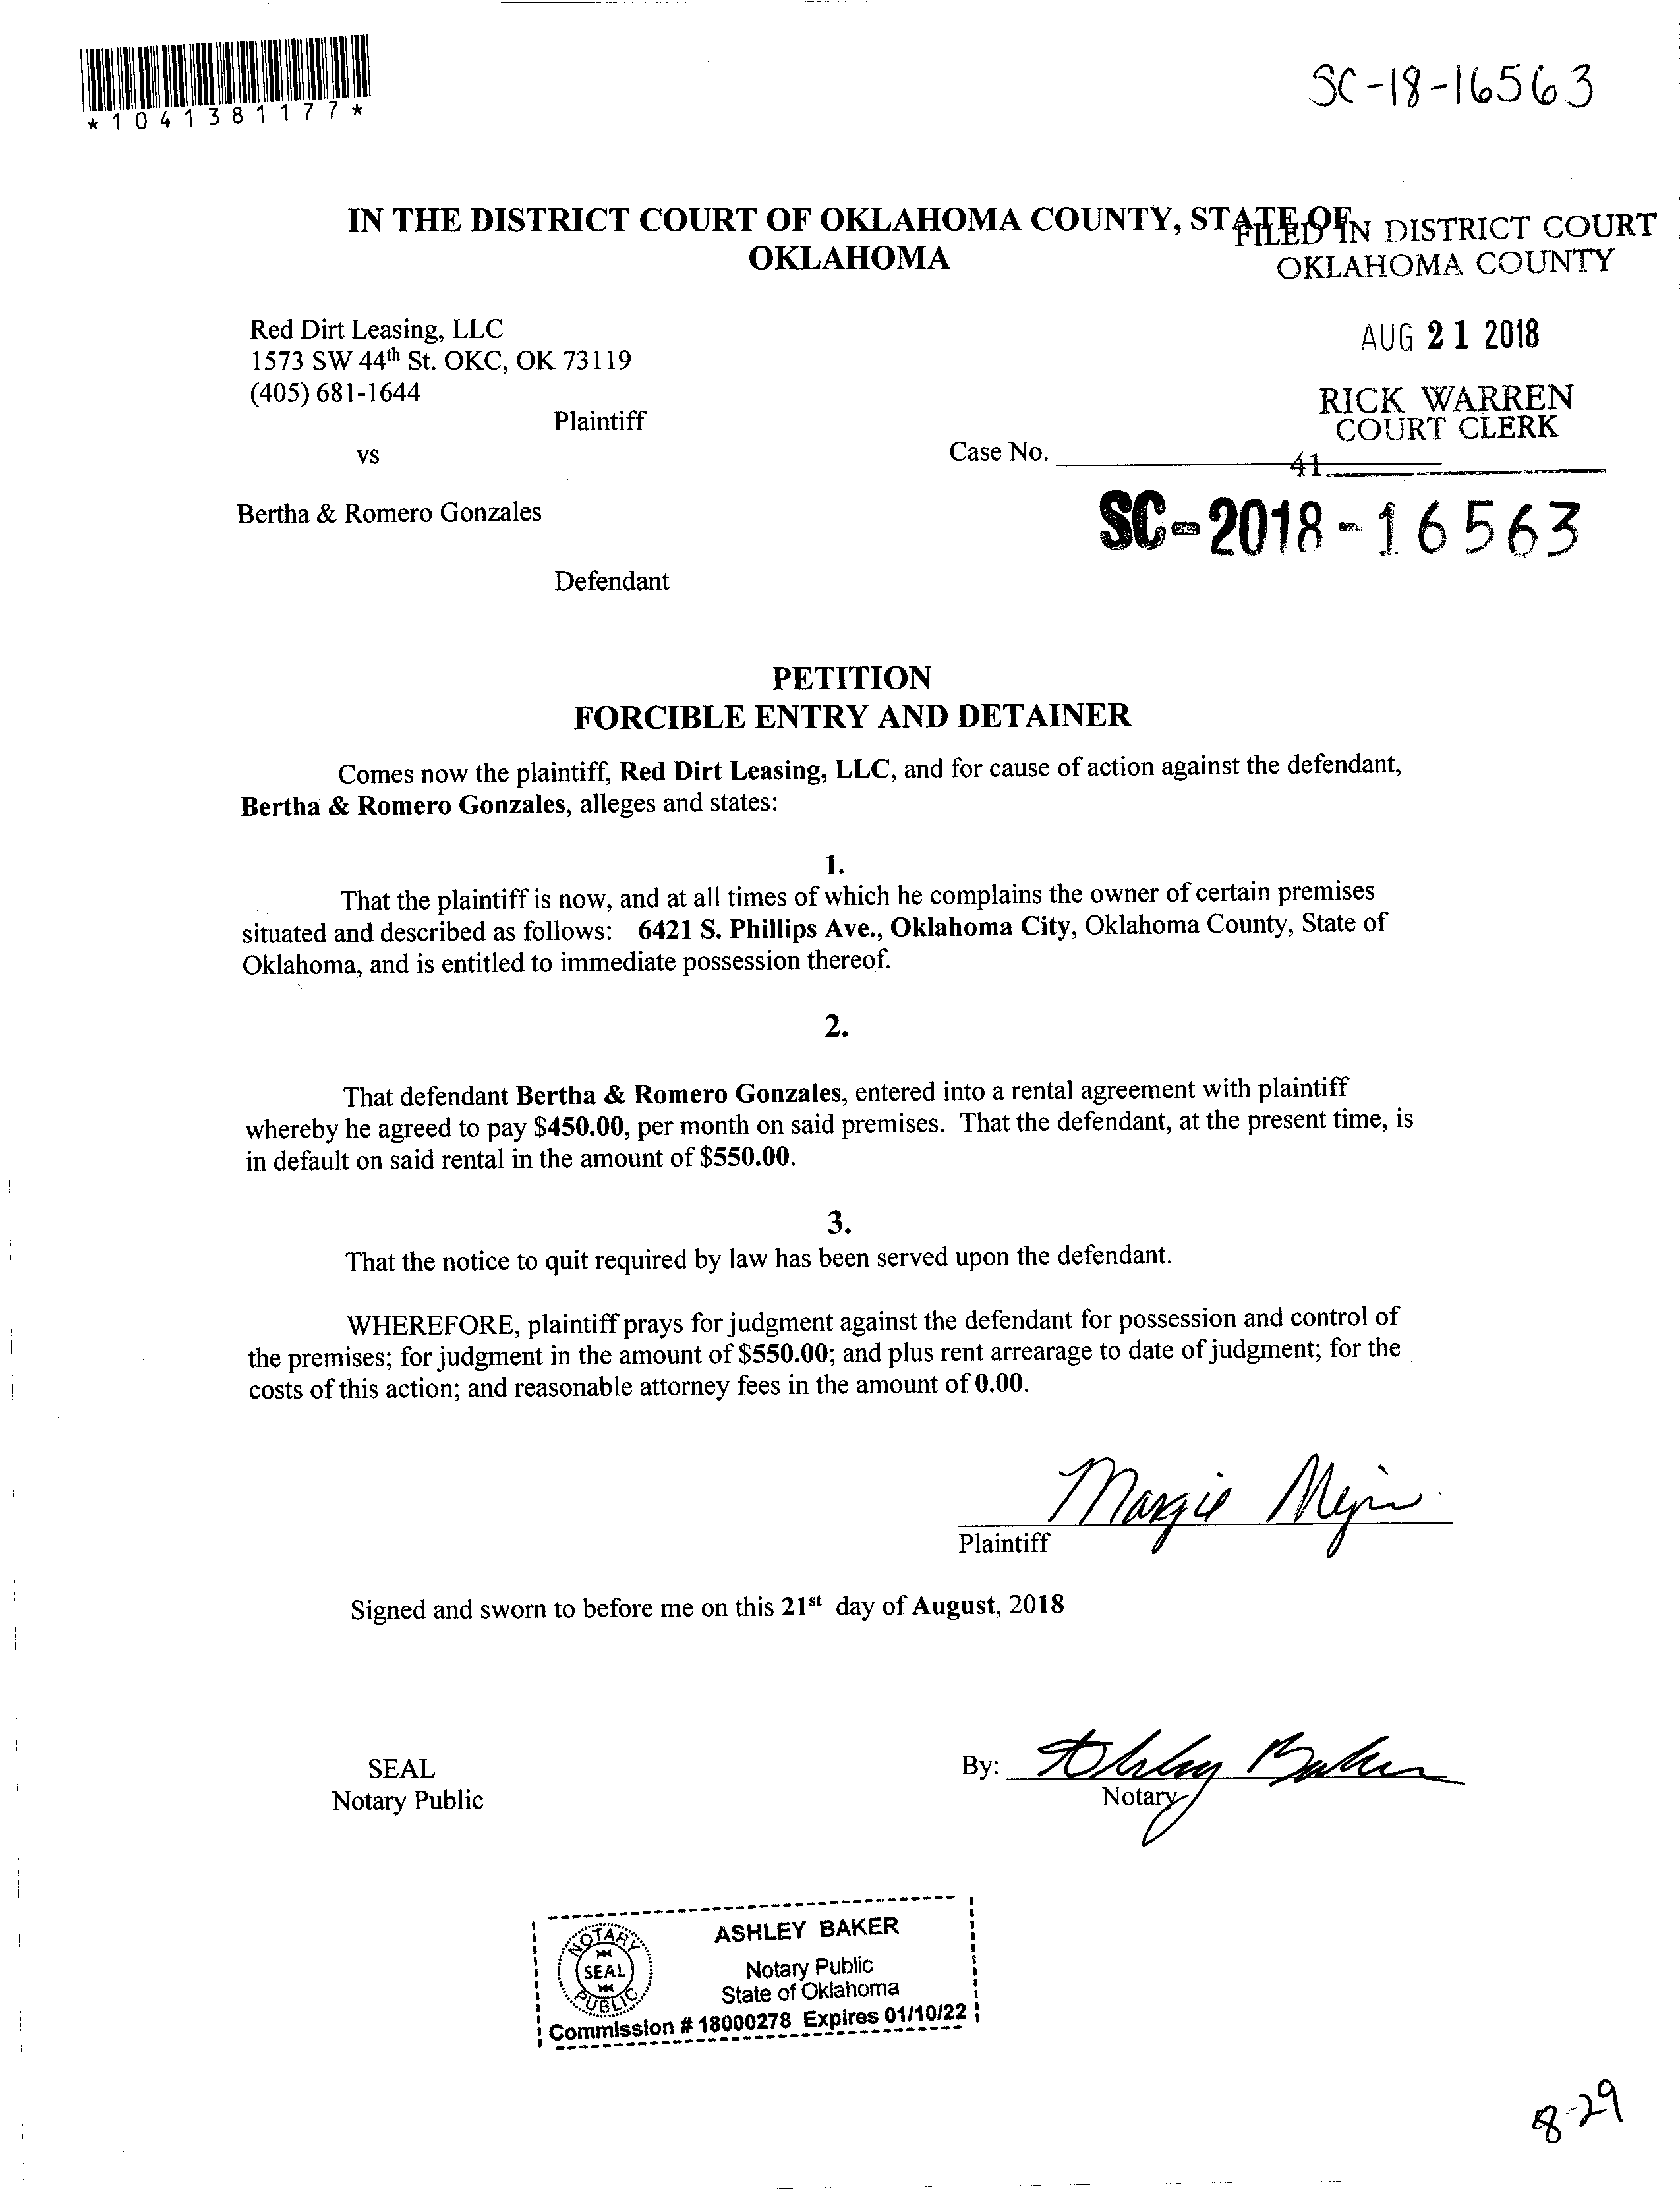 *1041381177*
SC-18-16563
IN THE DISTRICT COURT OF OKLAHOMA COUNTY, STATE OF
OKLAHOMA
FILED IN DISTRICT COURT
OKLAHOMA COUNTY
AUG 21 2018
RICK WARREN
COURT CLERK
41
Red Dirt Leasing, LLC
1573 SW 44th St. OKC, OK 73119
(405) 681-1644
Plaintiff
vs
Case No.
SC-2018-16563
Bertha & Romero Gonzales
Defendant
PETITION
FORCIBLE ENTRY AND DETAINER
Comes now the plaintiff, Red Dirt Leasing, LLC, and for cause of action against the defendant,
Bertha & Romero Gonzales, alleges and states:
1.
That the plaintiff is now, and at all times of which he complains the owner of certain premises
situated and described as follows: 6421 S. Phillips Ave., Oklahoma City, Oklahoma County, State of
Oklahoma, and is entitled to immediate possession thereof.
2.
That defendant Bertha & Romero Gonzales, entered into a rental agreement with plaintiff
whereby he agreed to pay $450.00, per month on said premises. That the defendant, at the present time, is
in default on said rental in the amount of $550.00.
3.
That the notice to quit required by law has been served upon the defendant.
WHEREFORE, plaintiff prays for judgment against the defendant for possession and control of
the premises; for judgment in the amount of $550.00; and plus rent arrearage to date of judgment; for the
costs of this action; and reasonable attorney fees in the amount of 0.00.
Margie
Plaintiff
Signed and sworn to before me on this 21st day of August, 2018
SEAL
Notary Public
By: Ashley Baker
Notary
NOTARY
SEAL
PUBLIC
ASHLEY BAKER
Notary Public
State of Oklahoma
Commission # 18000278 Expires 01/10/22
8-29